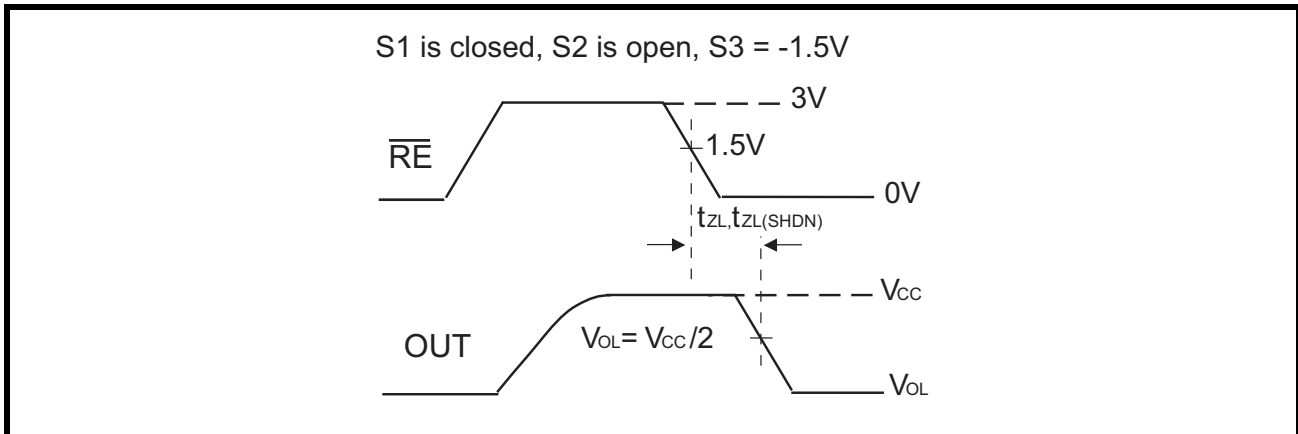 S1 is closed, S2 is open, S3 = -1.5V
3V
RE
1.5V
0V
tZL,tZL(SHDN)
VCC
OUT
VOL= VCC/2
VOL